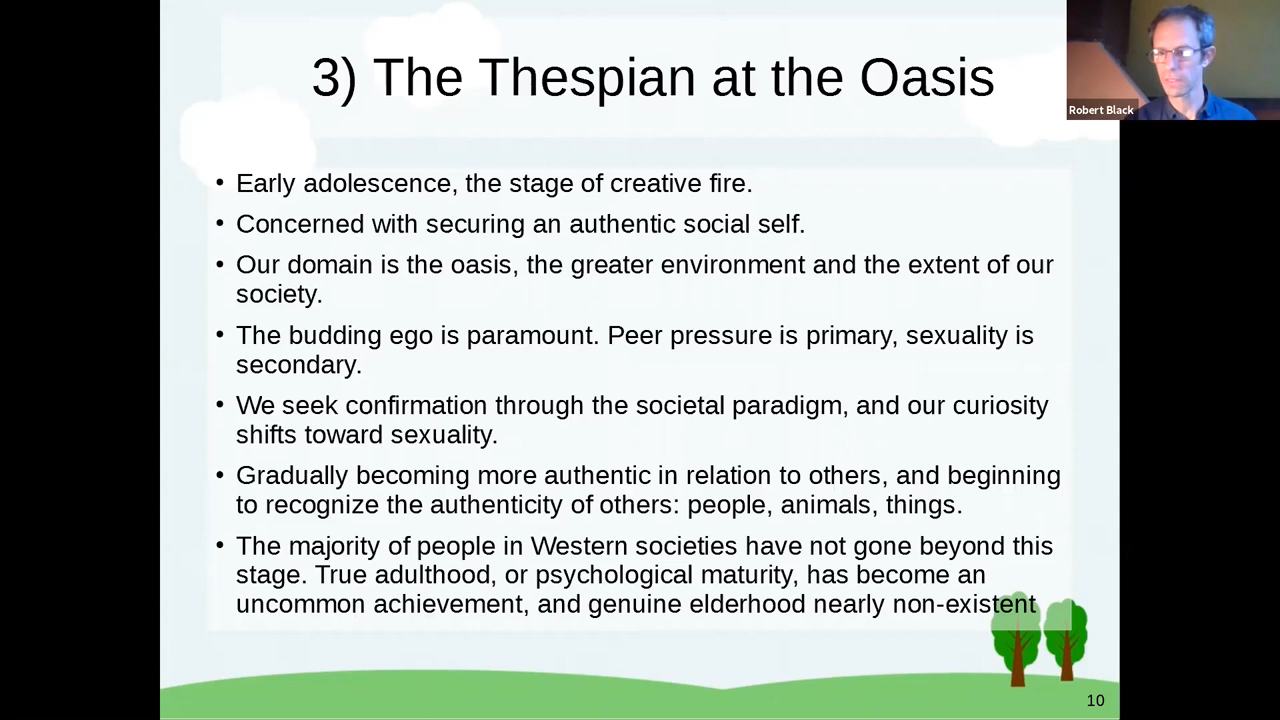 3) The Thespian at the Oasis
Robert Black
• Early adolescence, the stage of creative fire.
• Concerned with securing an authentic social self.
• Our domain is the oasis, the greater environment and the extent of our
society.
• The budding ego is paramount. Peer pressure is primary, sexuality is
secondary.
• We seek confirmation through the societal paradigm, and our curiosity
shifts toward sexuality.
• Gradually becoming more authentic in relation to others, and beginning
to recognize the authenticity of others: people, animals, things.
• The majority of people in Western societies have not gone beyond this
stage. True adulthood, or psychological maturity, has become an
uncommon achievement, and genuine elderhood nearly non-existent
10